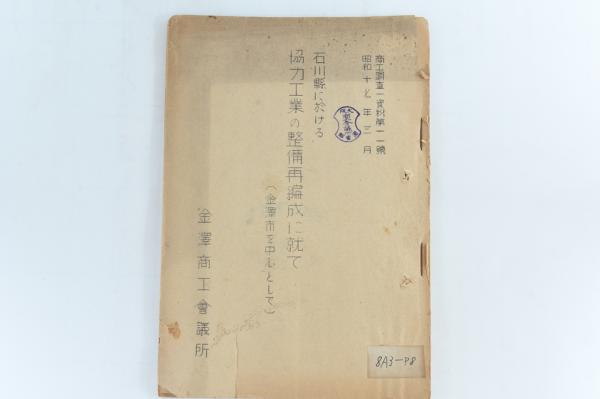 商工調査資料第一一號
昭和十七年三月
石川縣に於ける
協力工業の整備再編成に就て
(金澤市を中心として)
金澤商工會議所
8A3-98